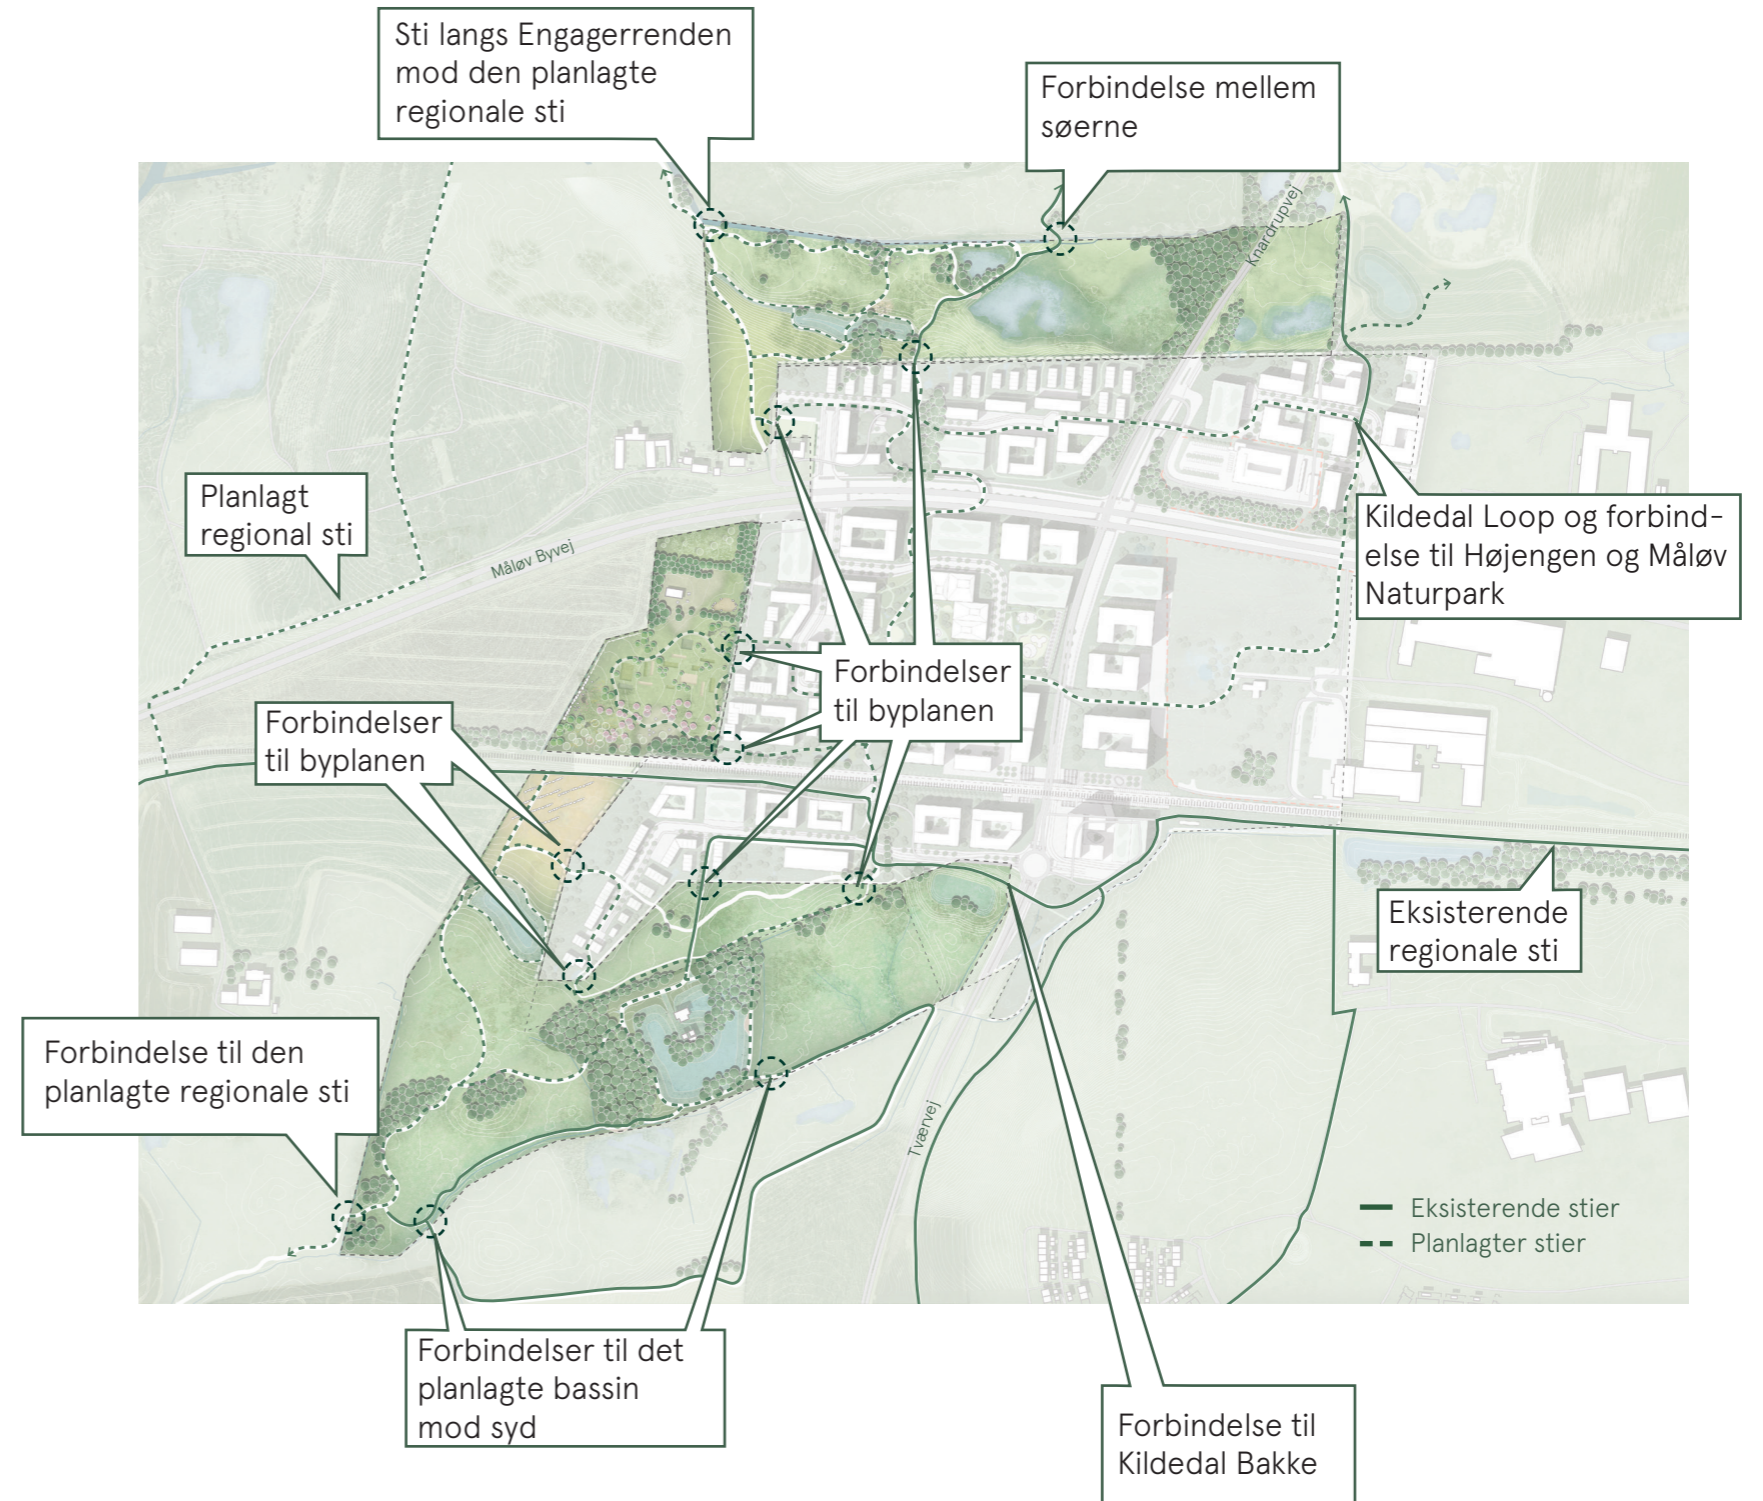 Sti langs Engagerrenden
mod den planlagte
regionale sti
Forbindelse mellem
søerne
Knardrupvej
Planlagt
regional sti
Måløv Byvej
Kildedal Loop og forbind-
else til Højengen og Måløv
Naturpark
Forbindelser
til byplanen
Forbindelser
til byplanen
Eksisterende
regionale sti
Forbindelse til den
planlagte regionale sti
Tværvej
Eksisterende stier
Planlagter stier
Forbindelser til det
planlagte bassin
mod syd
Forbindelse til
Kildedal Bakke